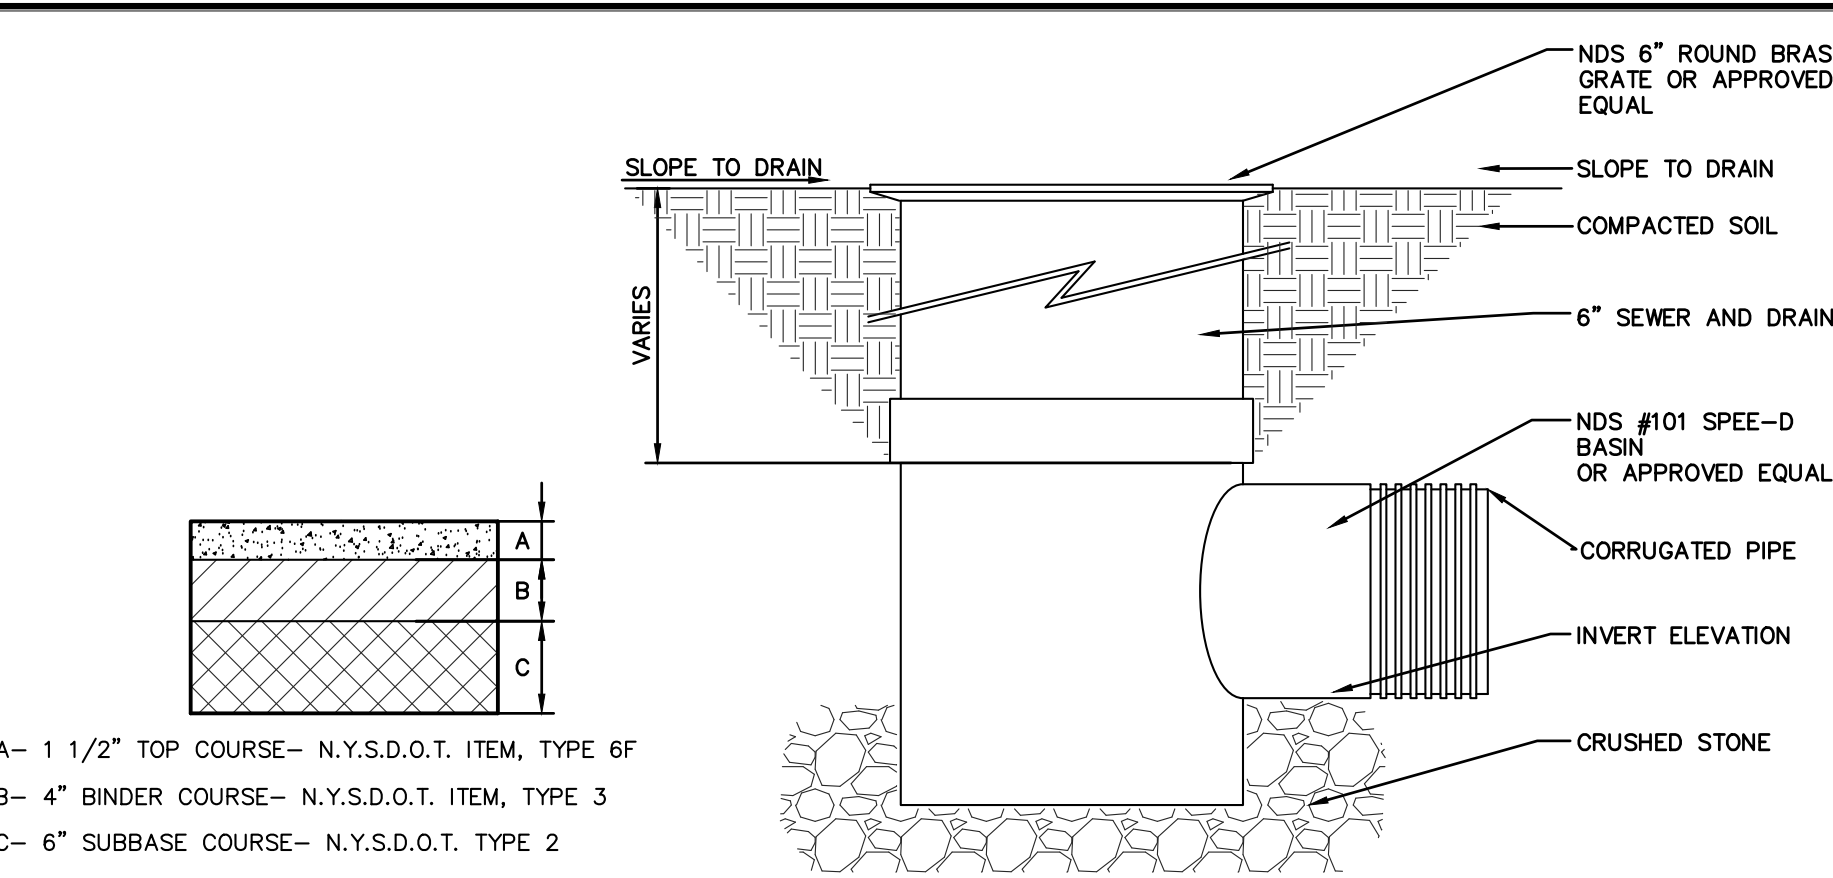 NDS 6" ROUND BRAS
GRATE OR APPROVED
EQUAL
SLOPE TO DRAIN
SLOPE TO DRAIN
COMPACTED SOIL
VARIES
6" SEWER AND DRAIN
NDS #101 SPEE-D
BASIN
OR APPROVED EQUAL
CORRUGATED PIPE
INVERT ELEVATION
CRUSHED STONE
A
B
C
A- 1 1/2" TOP COURSE- N.Y.S.D.O.T. ITEM, TYPE 6F
B- 4" BINDER COURSE- N.Y.S.D.O.T. ITEM, TYPE 3
C- 6" SUBBASE COURSE- N.Y.S.D.O.T. TYPE 2